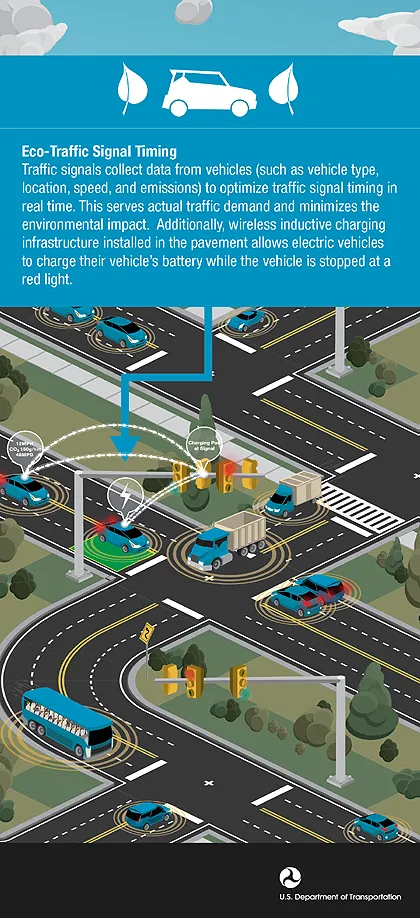 Eco-Traffic Signal Timing
Traffic signals collect data from vehicles (such as vehicle type,
location, speed, and emissions) to optimize traffic signal timing in
real time. This serves actual traffic demand and minimizes the
environmental impact.  Additionally, wireless inductive charging
infrastructure installed in the pavement allows electric vehicles
to charge their vehicle's battery while the vehicle is stopped at a
red light.
12MPH
CO₂ 150g/km
48MPG
Charging Pad
at Signal
U.S. Department of Transportation